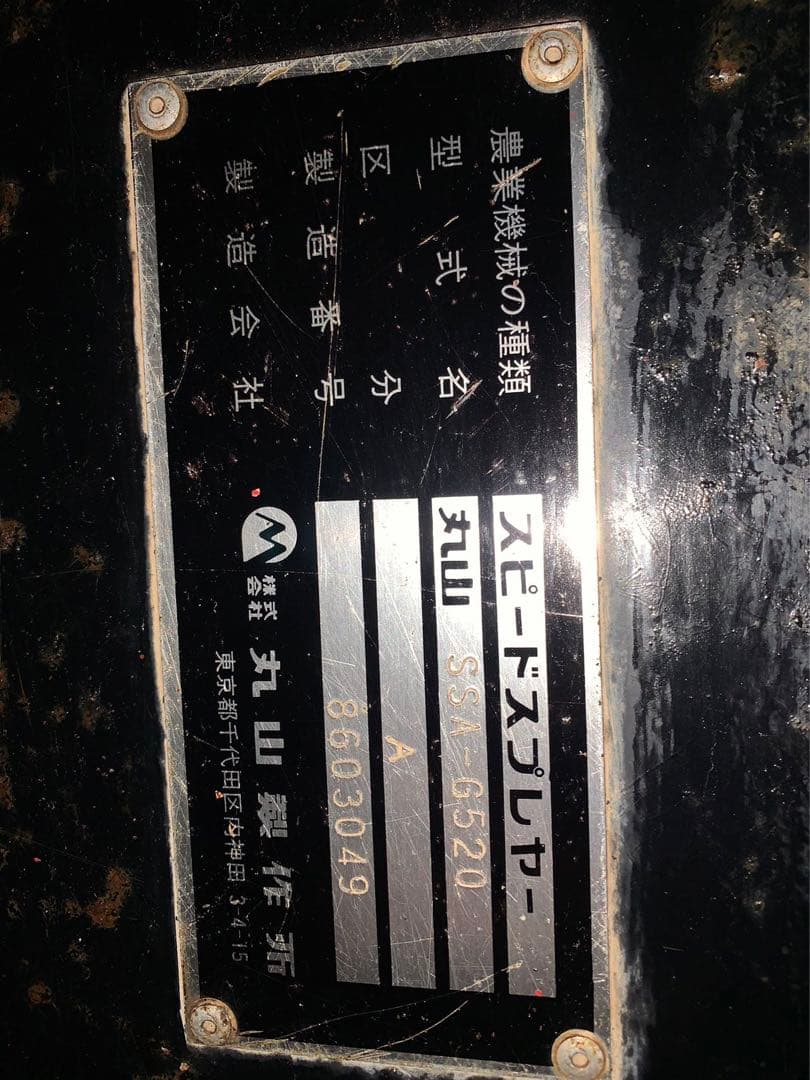 農業機械の種類 スピードスプレヤー
型式名 丸山 SSA-G520
区分 A
製造番号 8603049
製造会社 株式会社 丸山製作所
東京都千代田区内神田 3-4-15